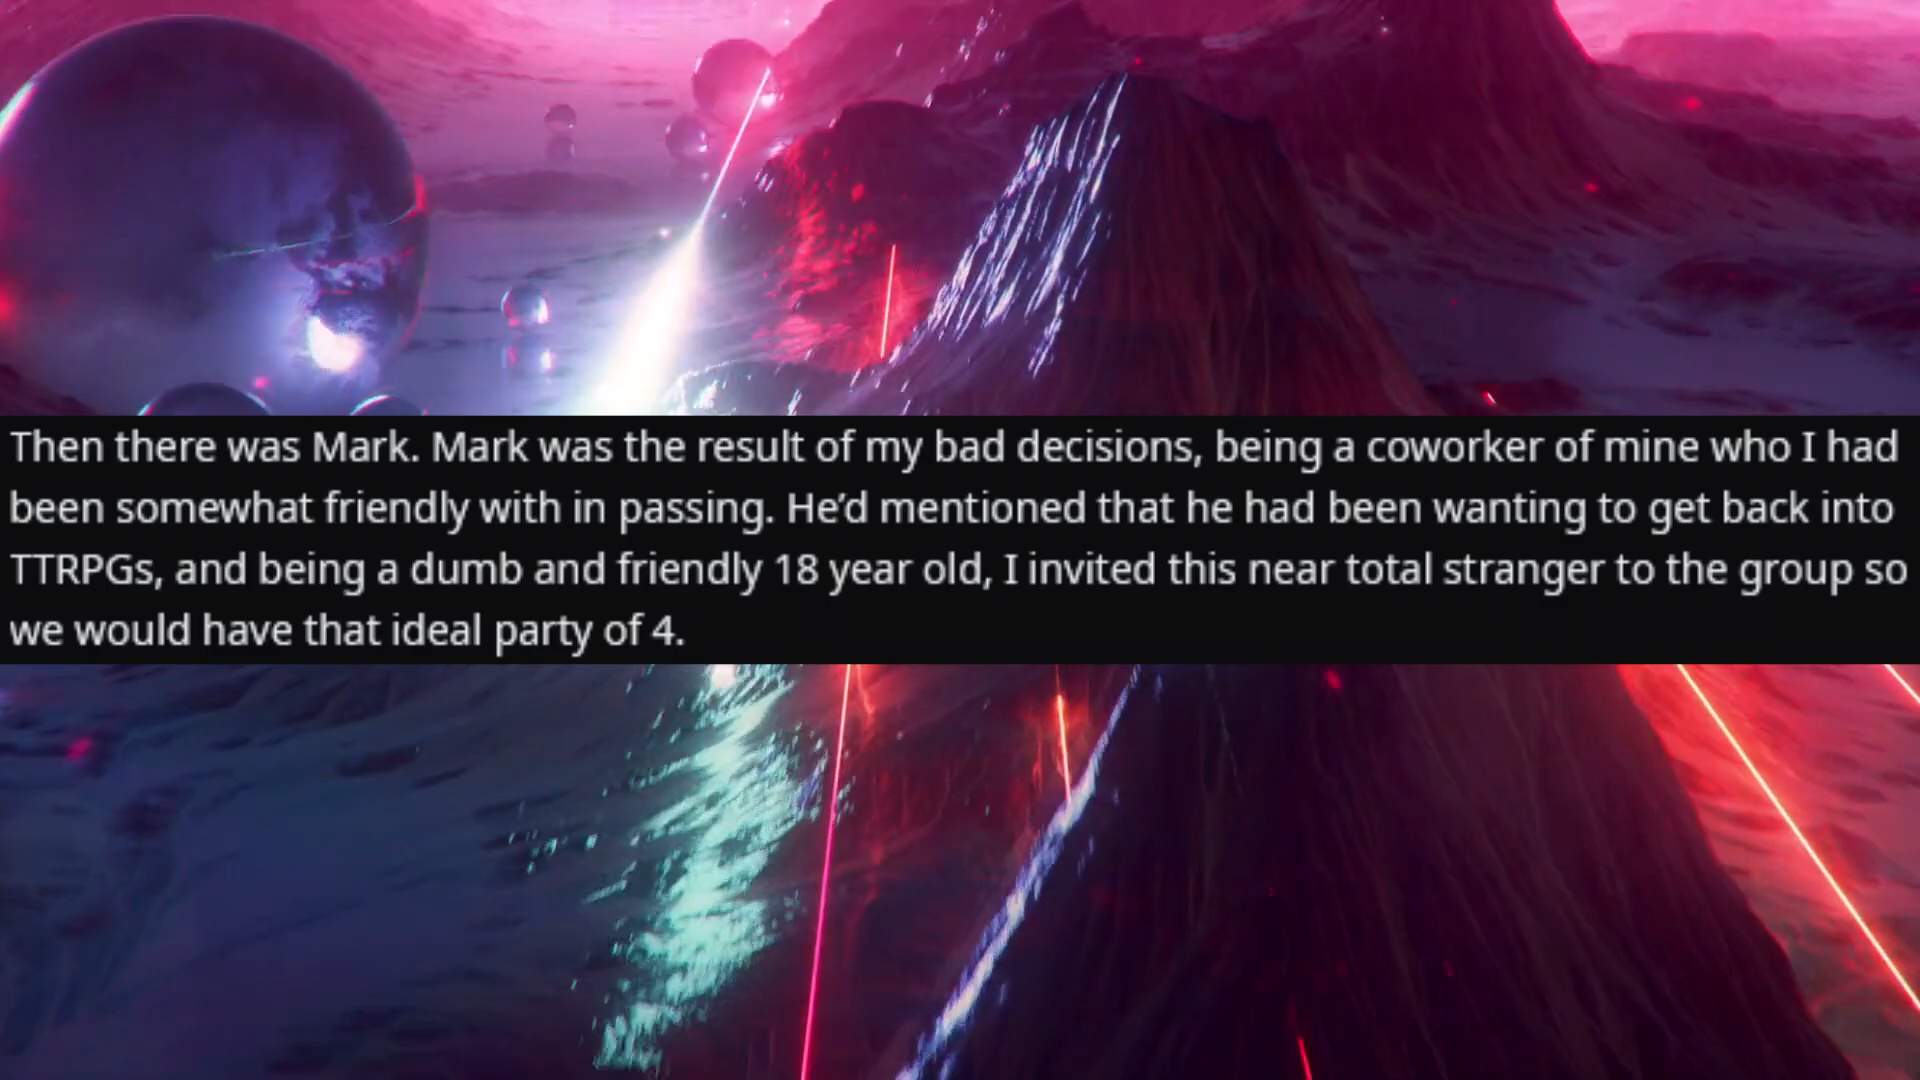 Then there was Mark. Mark was the result of my bad decisions, being a coworker of mine who I had
been somewhat friendly with in passing. He’d mentioned that he had been wanting to get back into
TTRPGs, and being a dumb and friendly 18 year old, I invited this near total stranger to the group so
we would have that ideal party of 4.